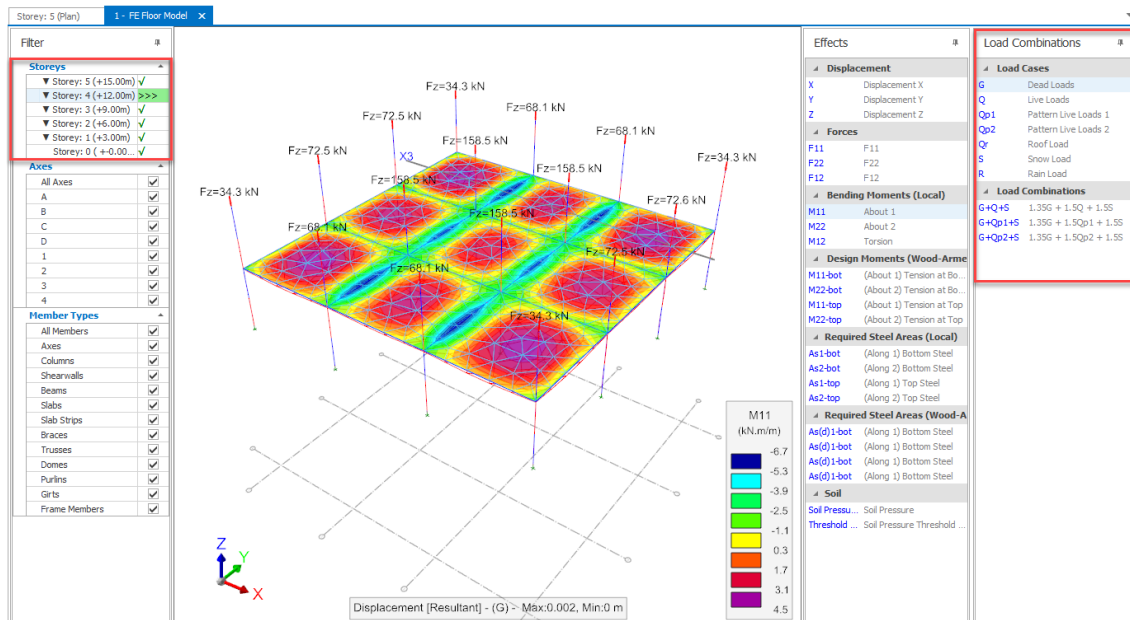 Storey: 5 (Plan)
1 - FE Floor Model ×
Filter
Storeys
▼ Storey: 5 (+15.00m) √
▼ Storey: 4 (+12.00m) >>>
▼ Storey: 3 (+9.00m) √
▼ Storey: 2 (+6.00m) √
▼ Storey: 1 (+3.00m) √
Storey: 0 ( +-0.00... √
Axes
All Axes
A
B
C
D
1
2
3
4
Member Types
All Members
Axes
Columns
Shearwalls
Beams
Slabs
Slab Strips
Braces
Trusses
Domes
Purlins
Girts
Frame Members
Fz=34.3 kN
Fz=68.1 kN
Fz=72.5 kN
Fz=68.1 kN
Fz=158.5 kN
Fz=72.5 kN
X3
Fz=34.3 kN
Fz=158.5 kN
Fz=158.5 kN
Fz=34.3 kN
Fz=72.6 kN
Fz=158.5 kN
Fz=68.1 kN
Fz=72.5 kN
Fz=68.1 kN
Fz=34.3 kN
Z
Y
X
M11
(kN.m/m)
-6.7
-5.3
-3.9
-2.5
-1.1
0.3
1.7
3.1
4.5
Displacement [Resultant] - (G) - Max:0.002, Min:0 m
Effects
Displacement
X Displacement X
Y Displacement Y
Z Displacement Z
Forces
F11 F11
F22 F22
F12 F12
Bending Moments (Local)
M11 About 1
M22 About 2
M12 Torsion
Design Moments (Wood-Arme
M11-bot (About 1) Tension at Bo...
M22-bot (About 2) Tension at Bo...
M11-top (About 1) Tension at Top
M22-top (About 2) Tension at Top
Required Steel Areas (Local)
As1-bot (Along 1) Bottom Steel
As2-bot (Along 2) Bottom Steel
As1-top (Along 1) Top Steel
As2-top (Along 2) Top Steel
Required Steel Areas (Wood-A
As(d)1-bot (Along 1) Bottom Steel
As(d)1-bot (Along 1) Bottom Steel
As(d)1-bot (Along 1) Bottom Steel
As(d)1-bot (Along 1) Bottom Steel
Soil
Soil Pressu... Soil Pressure
Threshold ... Soil Pressure Threshold ...
Load Combinations
Load Cases
G Dead Loads
Q Live Loads
Qp1 Pattern Live Loads 1
Qp2 Pattern Live Loads 2
Qr Roof Load
S Snow Load
R Rain Load
Load Combinations
G+Q+S 1.35G + 1.5Q + 1.5S
G+Qp1+S 1.35G + 1.5Qp1 + 1.5S
G+Qp2+S 1.35G + 1.5Qp2 + 1.5S